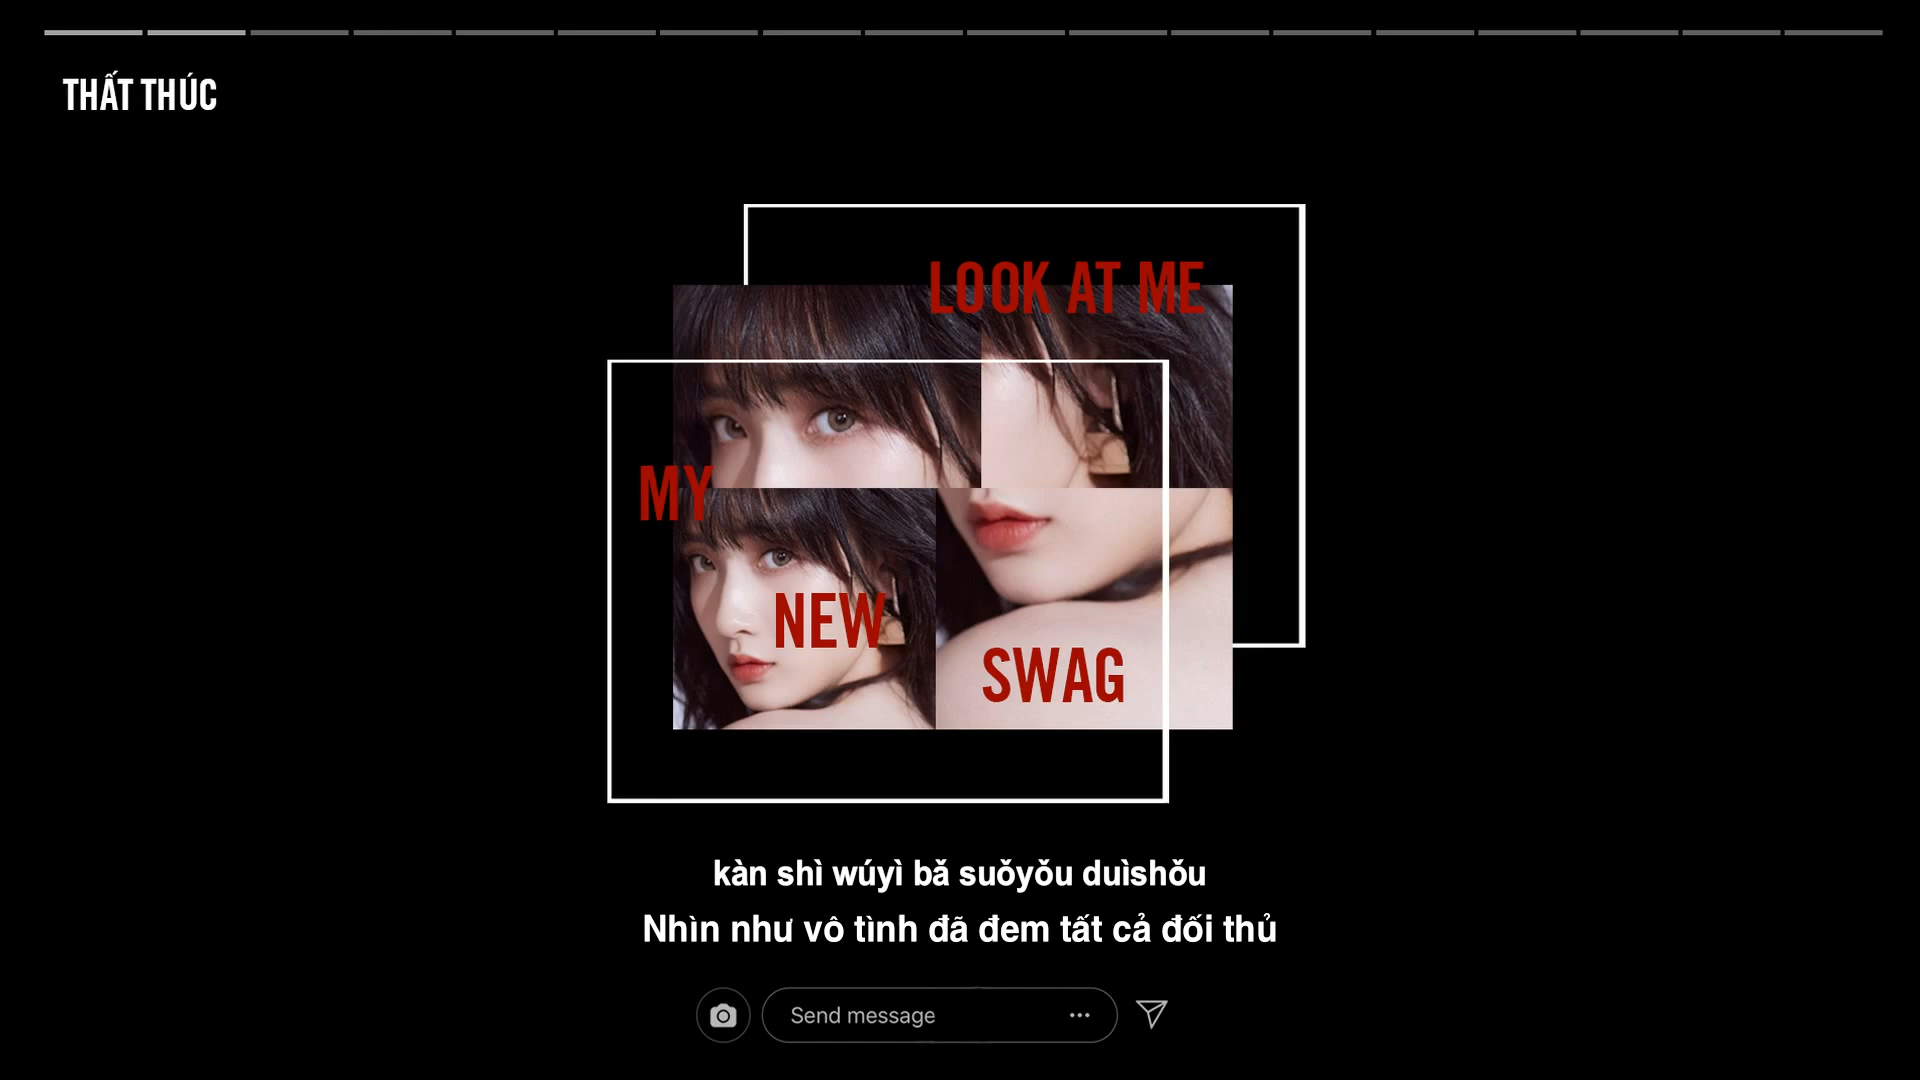 THẤT THÚC
LOOK AT ME
MY
NEW
SWAG
kàn shì wúyì bǎ suǒyǒu duìshǒu
Nhìn như vô tình đã đem tất cả đối thủ
Send message